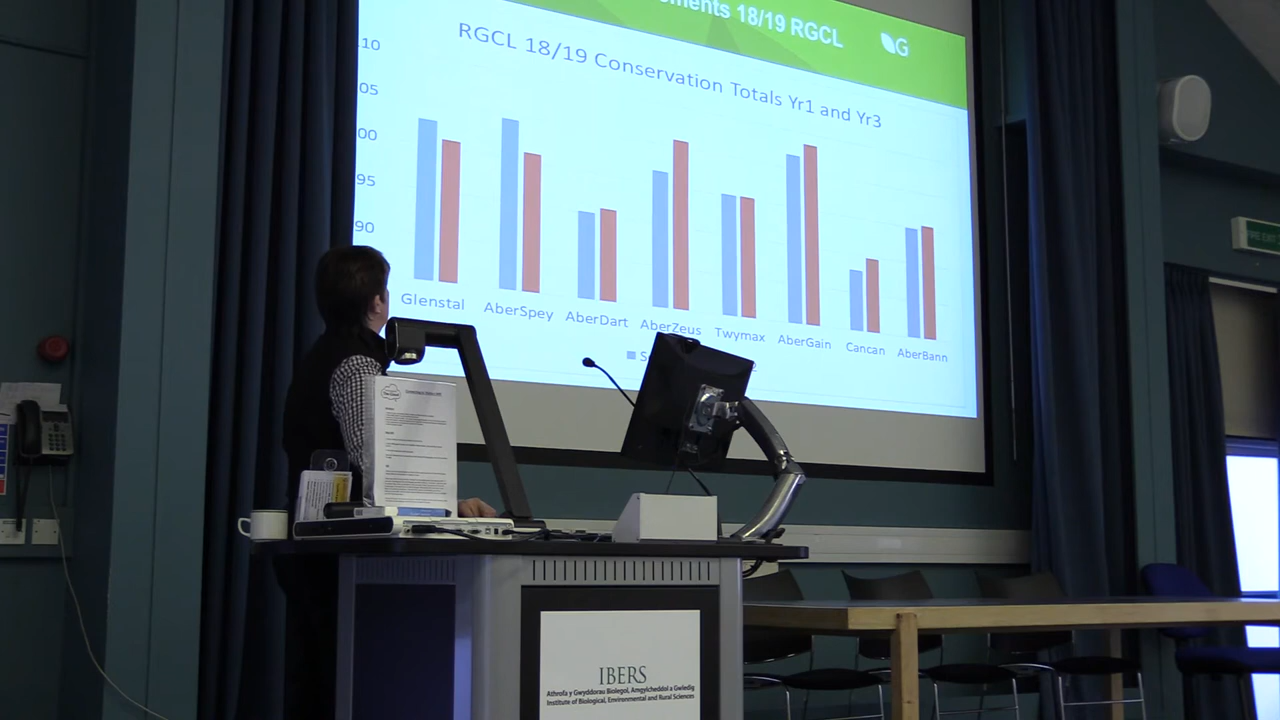 18/19 RGCL
G
RGCL 18/19 Conservation Totals Yr1 and Yr3
10
05
00
95
90
Glenstal AberSpey AberDart AberZeus Twymax AberGain Cancan AberBann
IBERS
Athrofa y Gwyddorau Biolegol, Amgylcheddol a Gwledig
Institute of Biological, Environmental and Rural Sciences